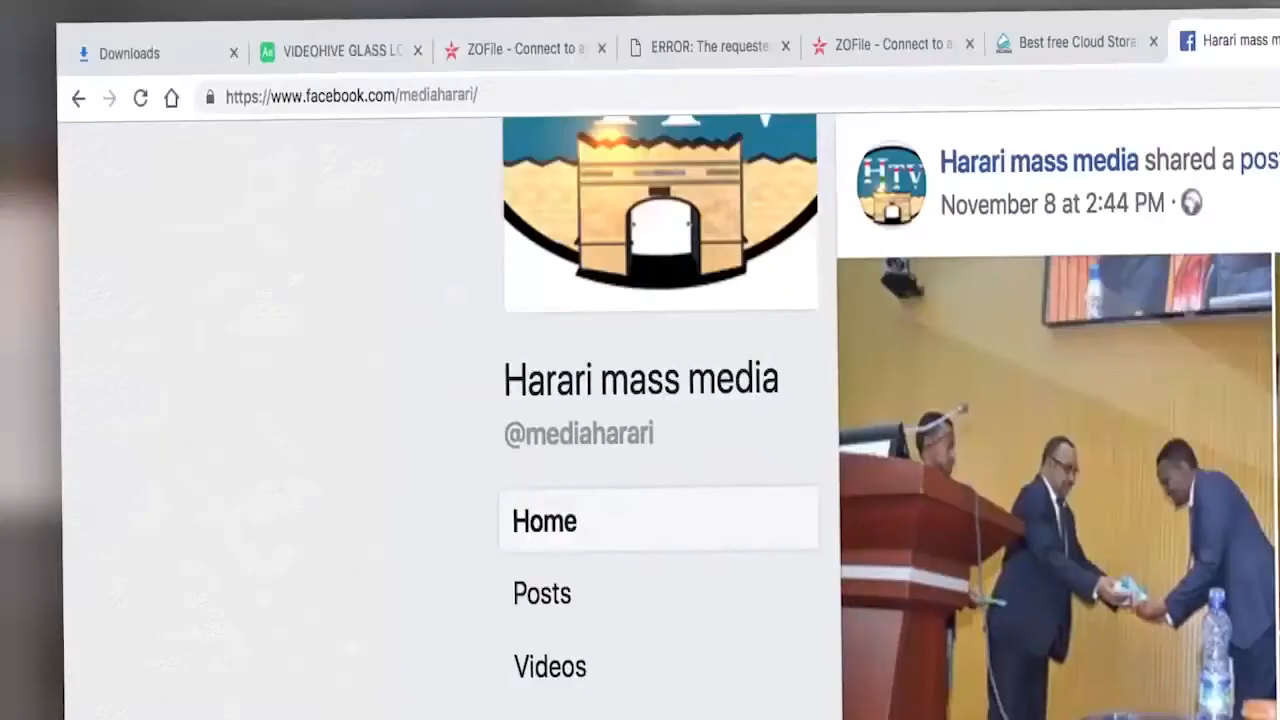 Downloads
VIDEOHIVE GLASS LO
ZOFile - Connect to a
ERROR: The requeste
ZOFile - Connect to a
Best free Cloud Stora
Harari mass m
https://www.facebook.com/mediaharari/
HTV
Harari mass media shared a post
November 8 at 2:44 PM ·
Harari mass media
@mediaharari
Home
Posts
Videos